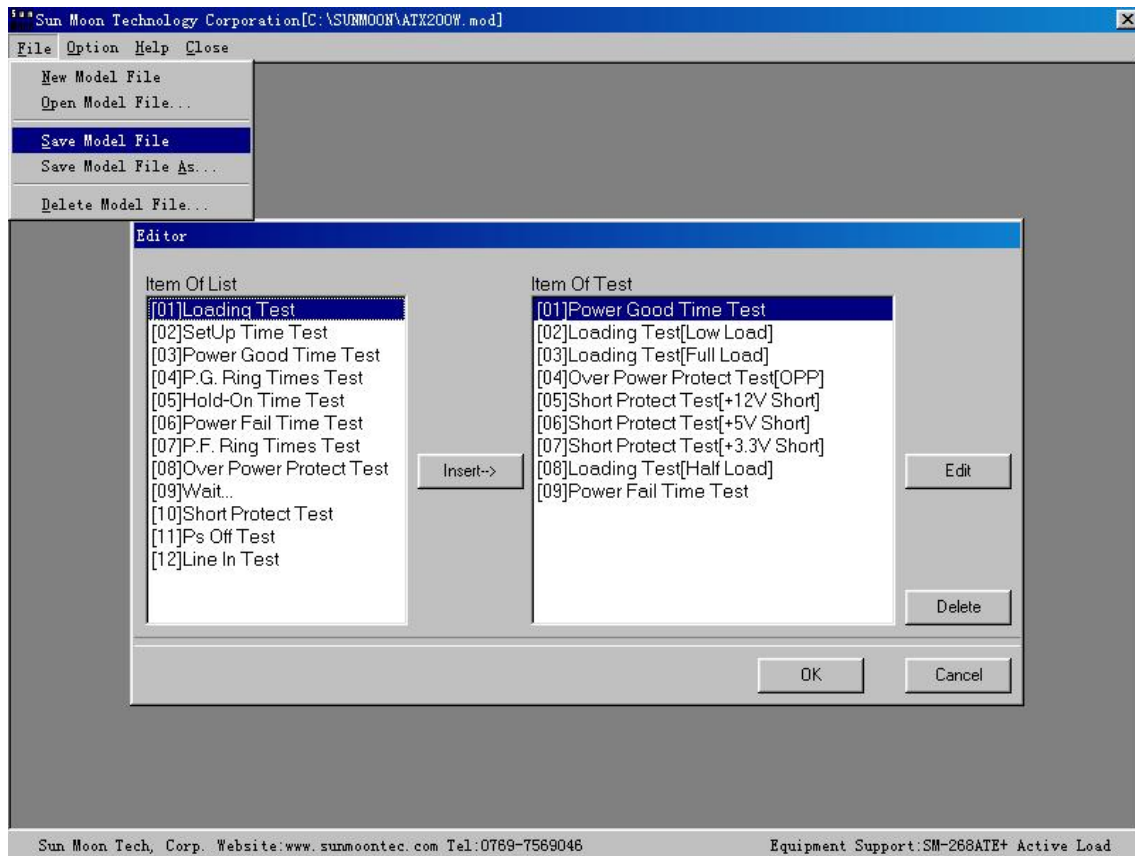 Sun Moon Technology Corporation[C:\SUNMOON\ATX200W.mod]
File Option Help Close
New Model File
Open Model File...
Save Model File
Save Model File As...
Delete Model File...
Editor
Item Of List
[01]Loading Test
[02]SetUp Time Test
[03]Power Good Time Test
[04]P.G. Ring Times Test
[05]Hold-On Time Test
[06]Power Fail Time Test
[07]P.F. Ring Times Test
[08]Over Power Protect Test
[09]Wait...
[10]Short Protect Test
[11]Ps Off Test
[12]Line In Test
Insert-->
Item Of Test
[01]Power Good Time Test
[02]Loading Test[Low Load]
[03]Loading Test[Full Load]
[04]Over Power Protect Test[OPP]
[05]Short Protect Test[+12V Short]
[06]Short Protect Test[+5V Short]
[07]Short Protect Test[+3.3V Short]
[08]Loading Test[Half Load]
[09]Power Fail Time Test
Edit
Delete
OK
Cancel
Sun Moon Tech, Corp. Website:www.sunmoontec.com Tel:0769-7569046
Equipment Support:SM-268ATE+ Active Load